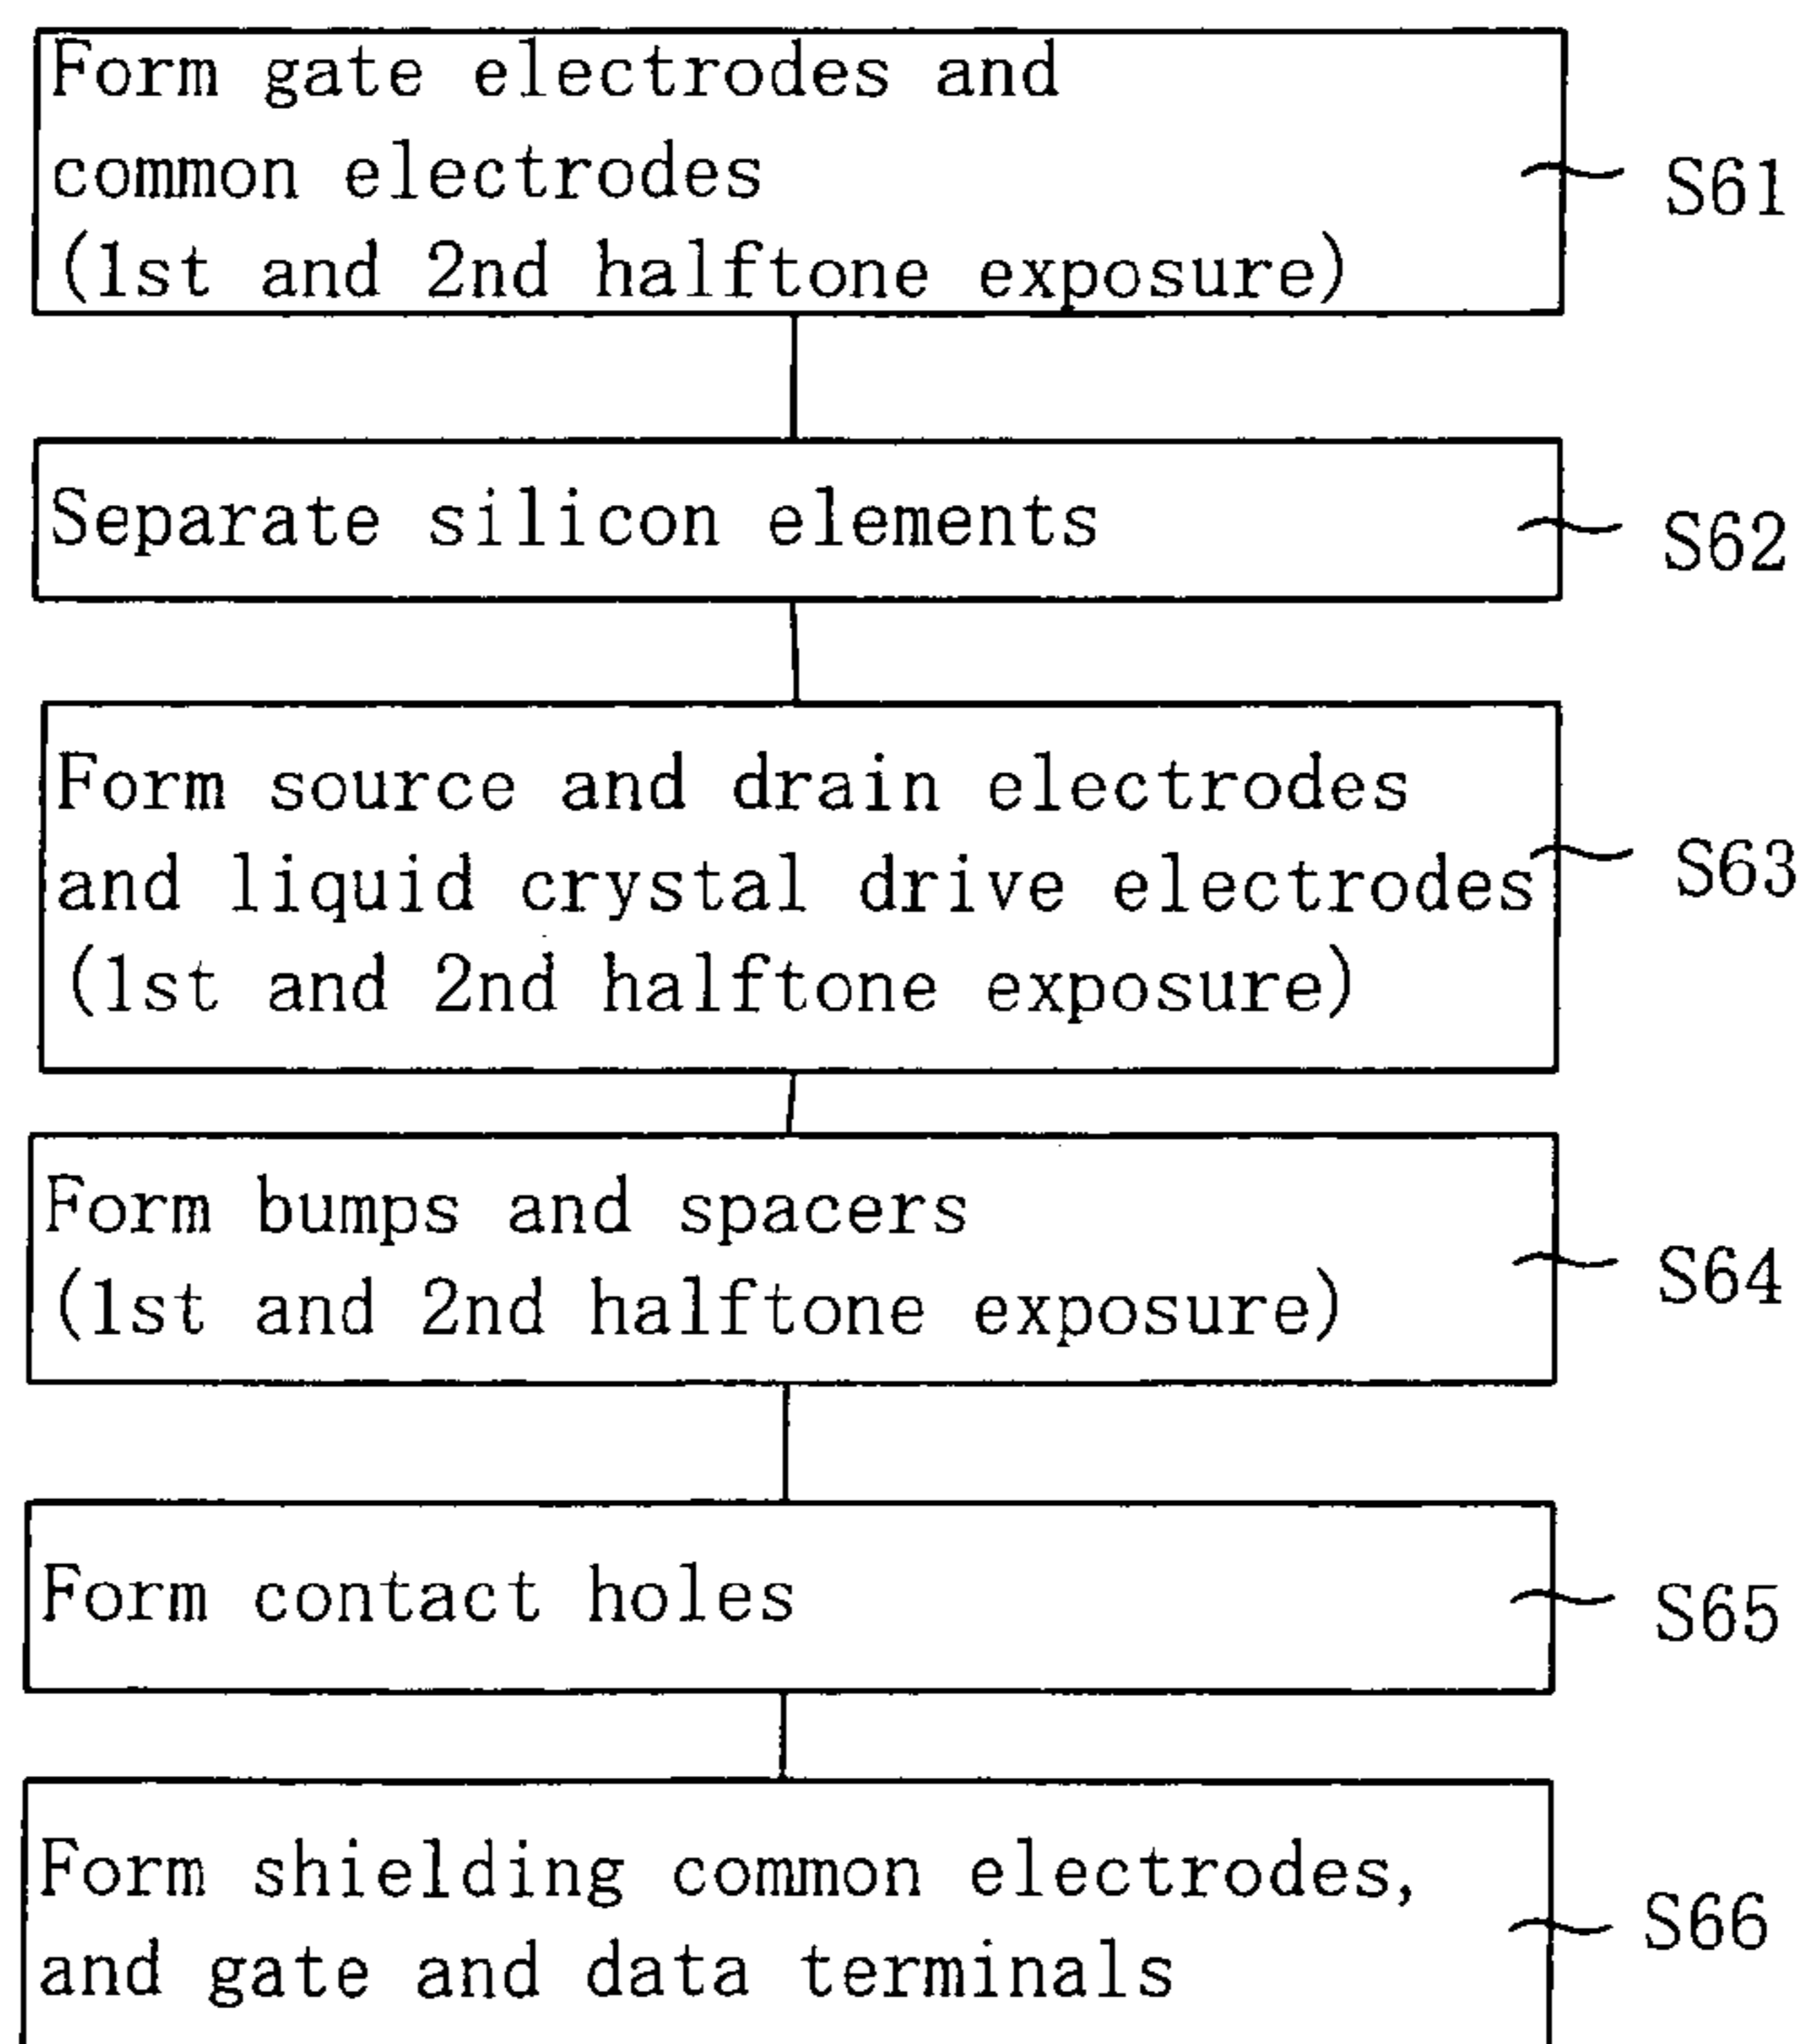 Form gate electrodes and
common electrodes
(1st and 2nd halftone exposure)
S61
Separate silicon elements
S62
Form source and drain electrodes
and liquid crystal drive electrodes
(1st and 2nd halftone exposure)
S63
Form bumps and spacers
(1st and 2nd halftone exposure)
S64
Form contact holes
S65
Form shielding common electrodes,
and gate and data terminals
S66